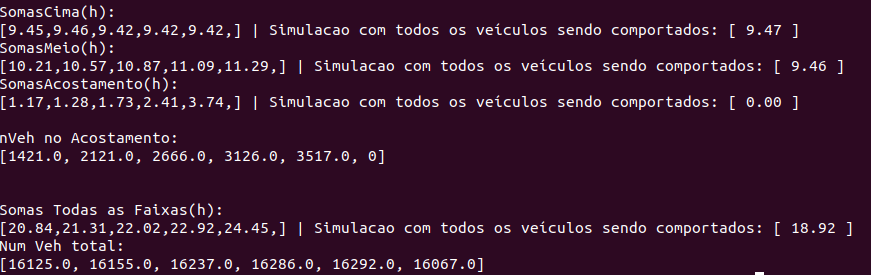 SomasCima(h):
[9.45,9.46,9.42,9.42,9.42,] | Simulacao com todos os veículos sendo comportados: [ 9.47 ]
SomasMeio(h):
[10.21,10.57,10.87,11.09,11.29,] | Simulacao com todos os veículos sendo comportados: [ 9.46 ]
SomasAcostamento(h):
[1.17,1.28,1.73,2.41,3.74,] | Simulacao com todos os veículos sendo comportados: [ 0.00 ]
nVeh no Acostamento:
[1421.0, 2121.0, 2666.0, 3126.0, 3517.0, 0]
Somas Todas as Faixas(h):
[20.84,21.31,22.02,22.92,24.45,] | Simulacao com todos os veículos sendo comportados: [ 18.92 ]
Num Veh total:
[16125.0, 16155.0, 16237.0, 16286.0, 16292.0, 16067.0]